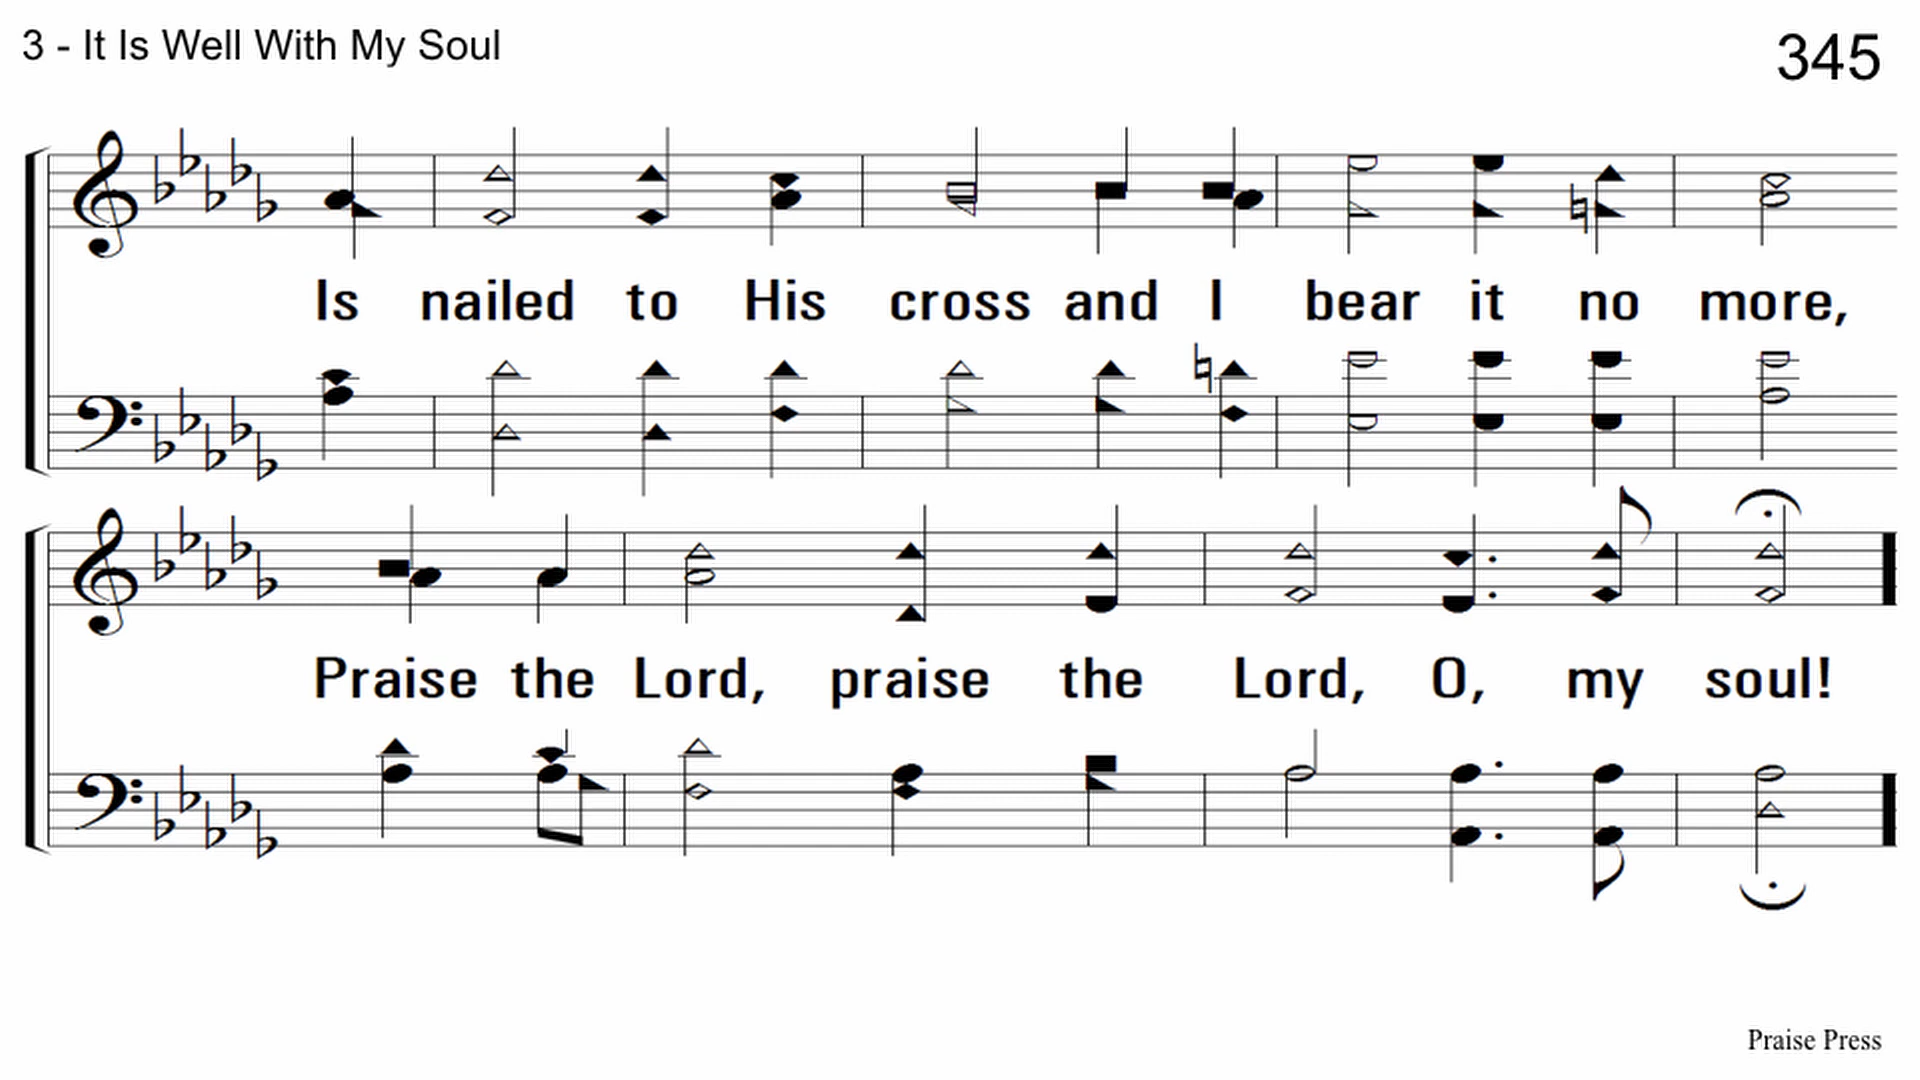 3 - It Is Well With My Soul
345
Is nailed to His cross and I bear it no more,
Praise the Lord, praise the Lord, O, my soul!
Praise Press